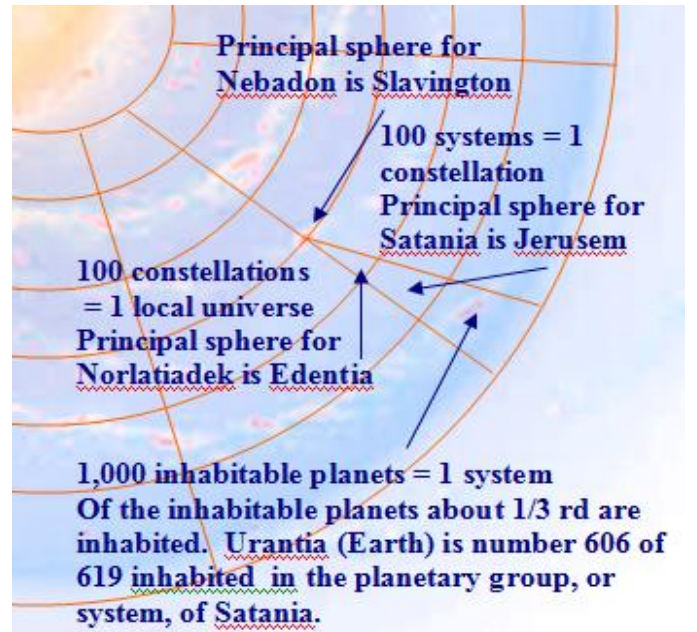 Principal sphere for
Nebadon is Slavington
100 systems = 1
constellation
Principal sphere for
Satania is Jerusem
100 constellations
= 1 local universe
Principal sphere for
Norlatiadek is Edentia
1,000 inhabitable planets = 1 system
Of the inhabitable planets about 1/3 rd are
inhabited.  Urantia (Earth) is number 606 of
619 inhabited  in the planetary group, or
system, of Satania.